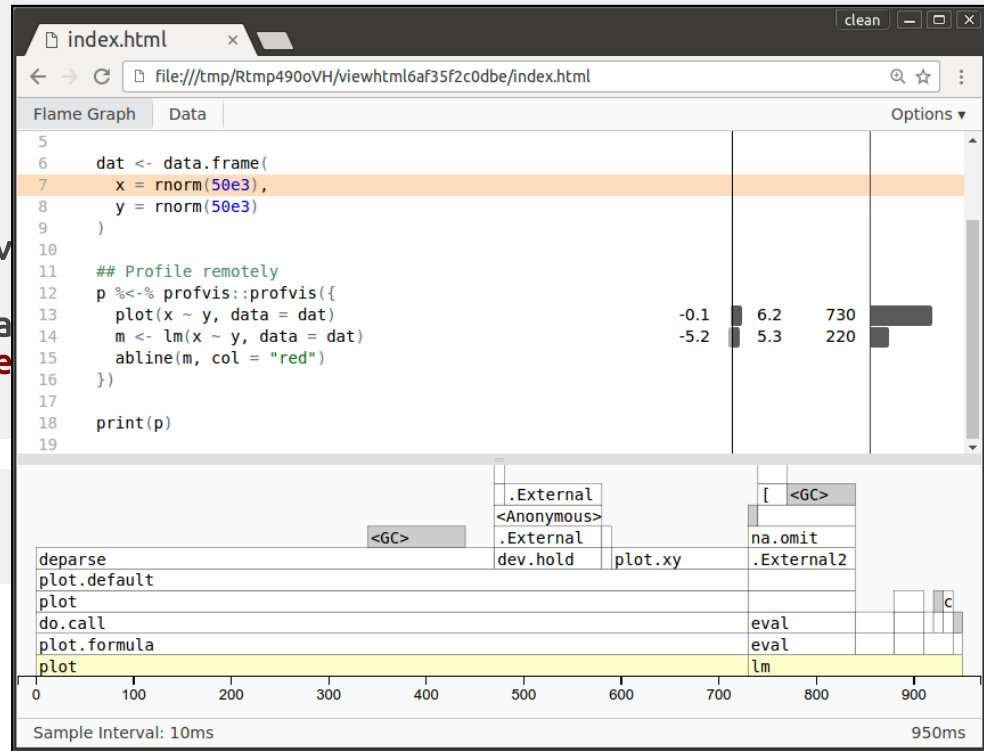 clean
index.html ×
file:///tmp/Rtmp490oVH/viewhtml6af35f2c0dbe/index.html
Flame Graph Data Options ▾
5
6 dat <- data.frame(
7 x = rnorm(50e3),
8 y = rnorm(50e3)
9 )
10
11 ## Profile remotely
12 p %<-% profvis::profvis({
13 plot(x ~ y, data = dat) -0.1 6.2 730
14 m <- lm(x ~ y, data = dat) -5.2 5.3 220
15 abline(m, col = "red")
16 })
17
18 print(p)
19
.External [ <GC>
<Anonymous>
<GC> .External na.omit
deparse dev.hold plot.xy .External2
plot.default
plot c
do.call eval
plot.formula eval
plot lm
0 100 200 300 400 500 600 700 800 900
Sample Interval: 10ms 950ms